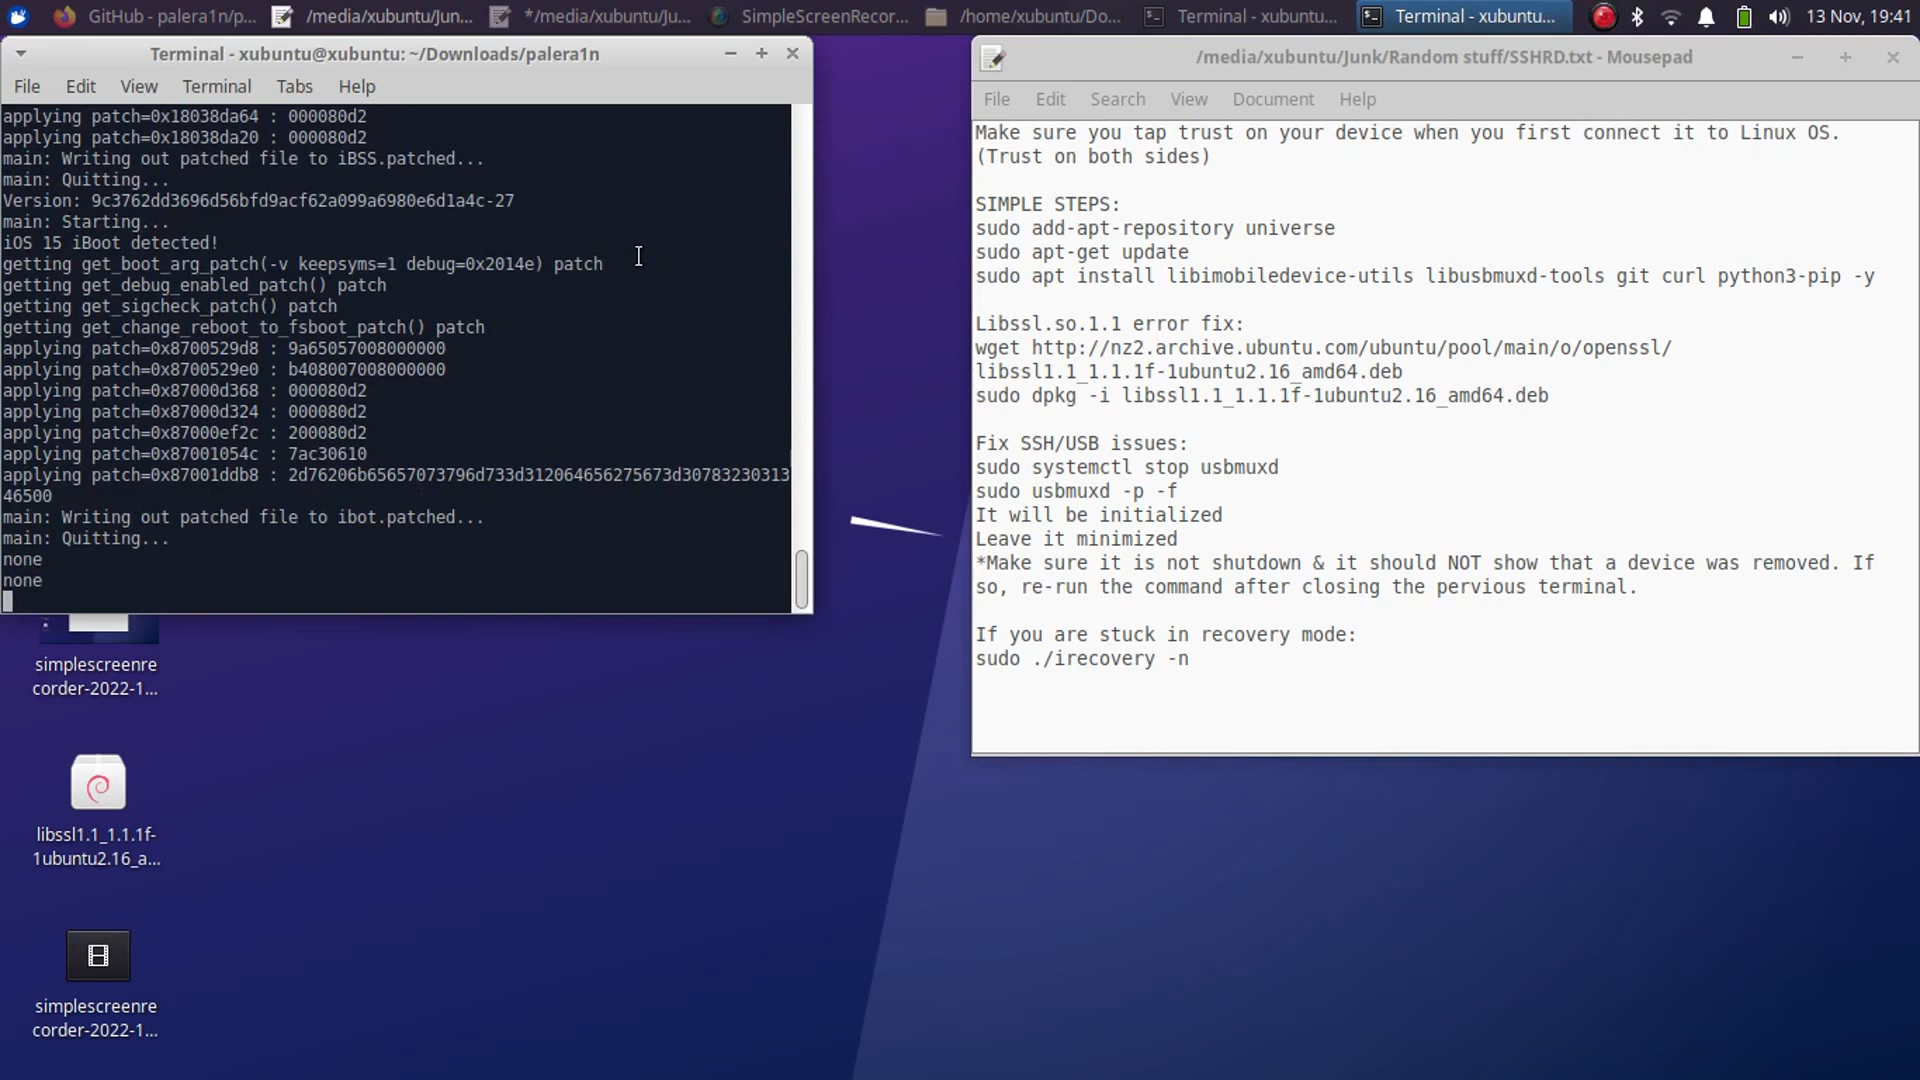 GitHub - palera1n/p...
/media/xubuntu/Jun...
*/media/xubuntu/Ju...
SimpleScreenRecor...
/home/xubuntu/Do...
Terminal - xubuntu...
Terminal - xubuntu...
13 Nov, 19:41
Terminal - xubuntu@xubuntu: ~/Downloads/palera1n
File Edit View Terminal Tabs Help
applying patch=0x18038da64 : 000080d2
applying patch=0x18038da20 : 000080d2
main: Writing out patched file to iBSS.patched...
main: Quitting...
Version: 9c3762dd3696d56bfd9acf62a099a6980e6d1a4c-27
main: Starting...
iOS 15 iBoot detected!
getting get_boot_arg_patch(-v keepsyms=1 debug=0x2014e) patch
getting get_debug_enabled_patch() patch
getting get_sigcheck_patch() patch
getting get_change_reboot_to_fsboot_patch() patch
applying patch=0x8700529d8 : 9a65057008000000
applying patch=0x8700529e0 : b408007008000000
applying patch=0x87000d368 : 000080d2
applying patch=0x87000d324 : 000080d2
applying patch=0x87000ef2c : 200080d2
applying patch=0x87001054c : 7ac30610
applying patch=0x87001ddb8 : 2d76206b65657073796d733d312064656275673d30783230313
46500
main: Writing out patched file to ibot.patched...
main: Quitting...
none
none
simplescreenre
corder-2022-1...
libssl1.1_1.1.1f-
1ubuntu2.16_a...
simplescreenre
corder-2022-1...
/media/xubuntu/Junk/Random stuff/SSHRD.txt - Mousepad
File Edit Search View Document Help
Make sure you tap trust on your device when you first connect it to Linux OS.
(Trust on both sides)
SIMPLE STEPS:
sudo add-apt-repository universe
sudo apt-get update
sudo apt install libimobiledevice-utils libusbmuxd-tools git curl python3-pip -y
Libssl.so.1.1 error fix:
wget http://nz2.archive.ubuntu.com/ubuntu/pool/main/o/openssl/
libssl1.1_1.1.1f-1ubuntu2.16_amd64.deb
sudo dpkg -i libssl1.1_1.1.1f-1ubuntu2.16_amd64.deb
Fix SSH/USB issues:
sudo systemctl stop usbmuxd
sudo usbmuxd -p -f
It will be initialized
Leave it minimized
*Make sure it is not shutdown & it should NOT show that a device was removed. If
so, re-run the command after closing the pervious terminal.
If you are stuck in recovery mode:
sudo ./irecovery -n